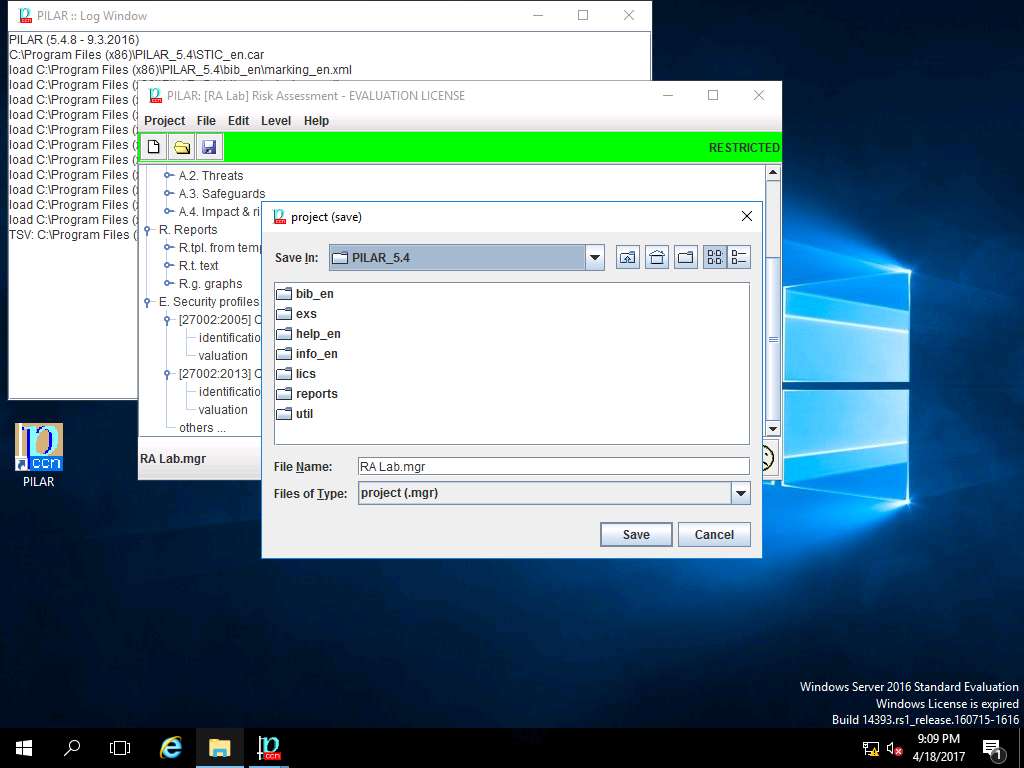 PILAR :: Log Window
PILAR (5.4.8 - 9.3.2016)
C:\Program Files (x86)\PILAR_5.4\STIC_en.car
load C:\Program Files (x86)\PILAR_5.4\bib_en\marking_en.xml
load C:\Program Files (
load C:\Program Files (
load C:\Program Files (
load C:\Program Files (
load C:\Program Files (
load C:\Program Files (
load C:\Program Files (
load C:\Program Files (
load C:\Program Files (
load C:\Program Files (
TSV: C:\Program Files (
PILAR: [RA Lab] Risk Assessment - EVALUATION LICENSE
Project File Edit Level Help
RESTRICTED
A.2. Threats
A.3. Safeguards
A.4. Impact & ri
R. Reports
R.tpl. from temp
R.t. text
R.g. graphs
E. Security profiles
[27002:2005] C
identificatio
valuation
[27002:2013] C
identificatio
valuation
others ...
RA Lab.mgr
project (save)
Save In: PILAR_5.4
bib_en
exs
help_en
info_en
lics
reports
util
File Name: RA Lab.mgr
Files of Type: project (.mgr)
Save Cancel
PILAR
Windows Server 2016 Standard Evaluation
Windows License is expired
Build 14393.rs1_release.160715-1616
9:09 PM
4/18/2017
1